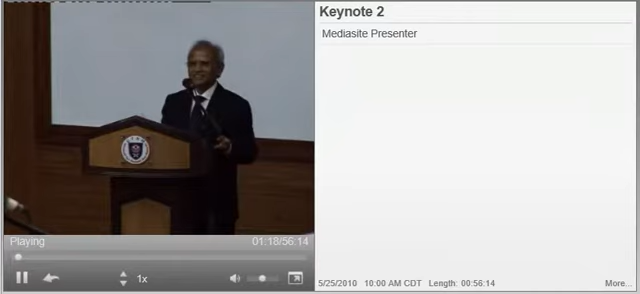 Keynote 2
Mediasite Presenter
Playing
01:18/56:14
1x
5/25/2010 10:00 AM CDT Length: 00:56:14
More...